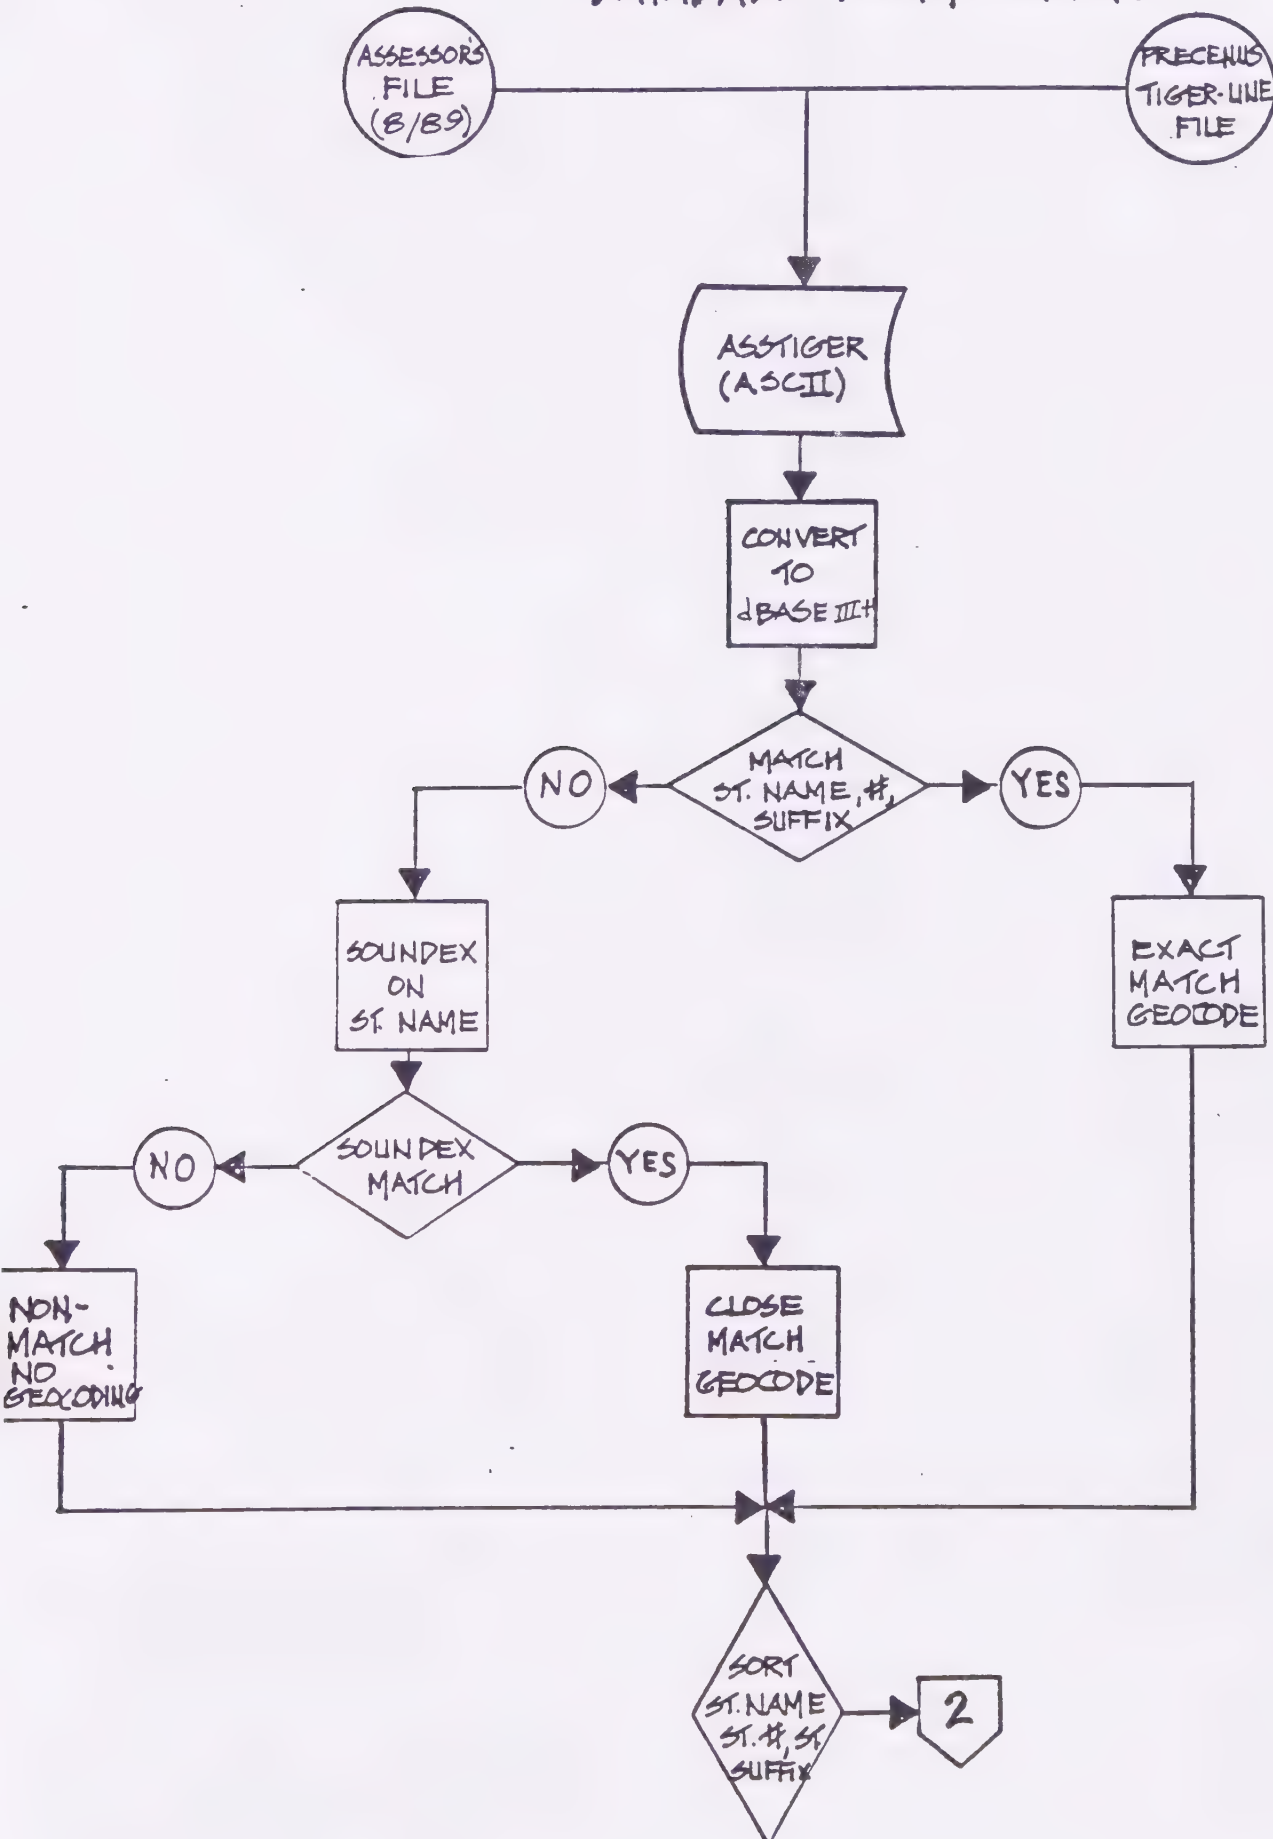 ASSESSOR'S
FILE
(8/89)
PRECENUS
TIGER-LINE
FILE
ASSTIGER
(ASCII)
CONVERT
TO
dBASE III+
MATCH
ST. NAME, #,
SUFFIX
NO
YES
SOUNDEX
ON
ST. NAME
EXACT
MATCH
GEOCODE
SOUNDEX
MATCH
NO
YES
NON-
MATCH
NO
GEOCODING
CLOSE
MATCH
GEOCODE
SORT
ST. NAME
ST. #, ST.
SUFFIX
2